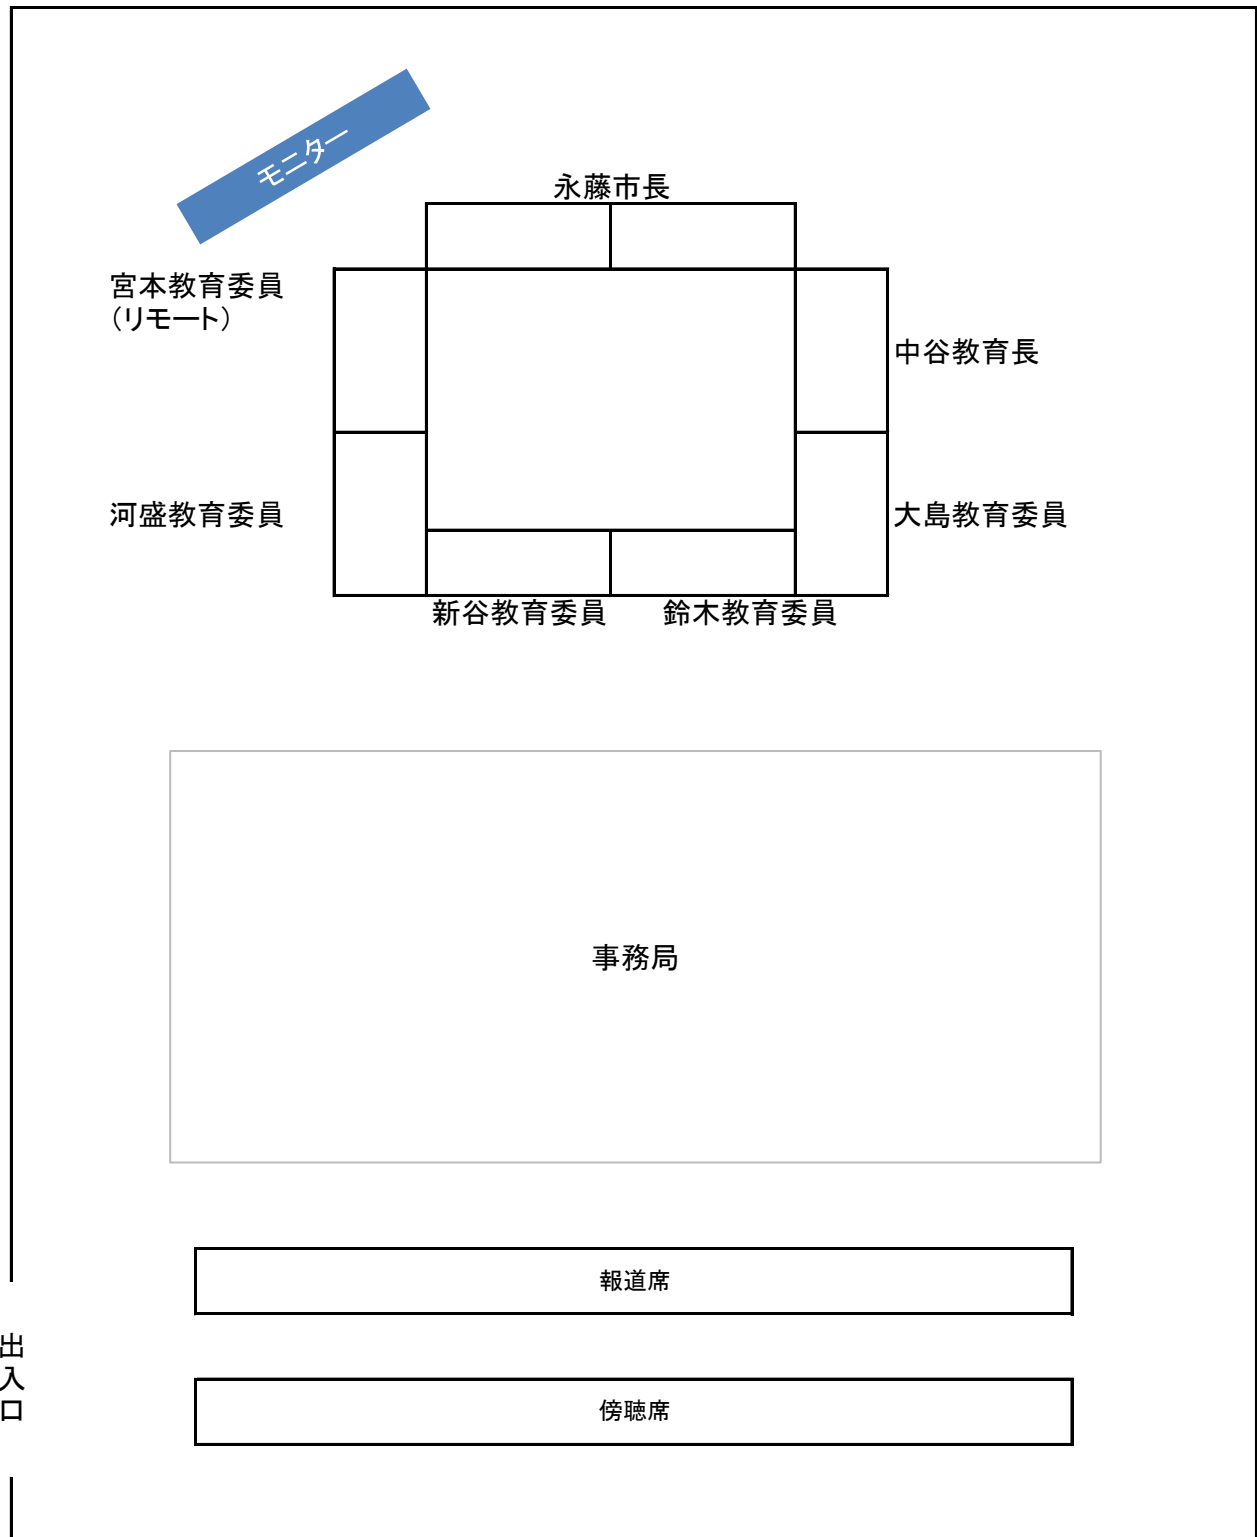 モニター
永藤市長
宮本教育委員
（リモート）
中谷教育長
河盛教育委員
大島教育委員
新谷教育委員
鈴木教育委員
事務局
報道席
出入口
傍聴席